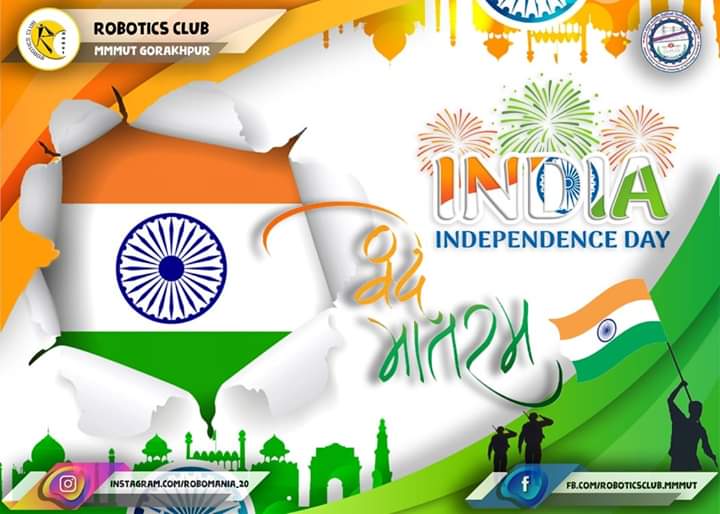 ROBOTICS CLUB
MMMUT GORAKHPUR
INDIA
INDEPENDENCE DAY
વંદે
માતરમ
INSTAGRAM.COM/ROBOMANIA_20
FB.COM/ROBOTICSCLUB.MMMUT